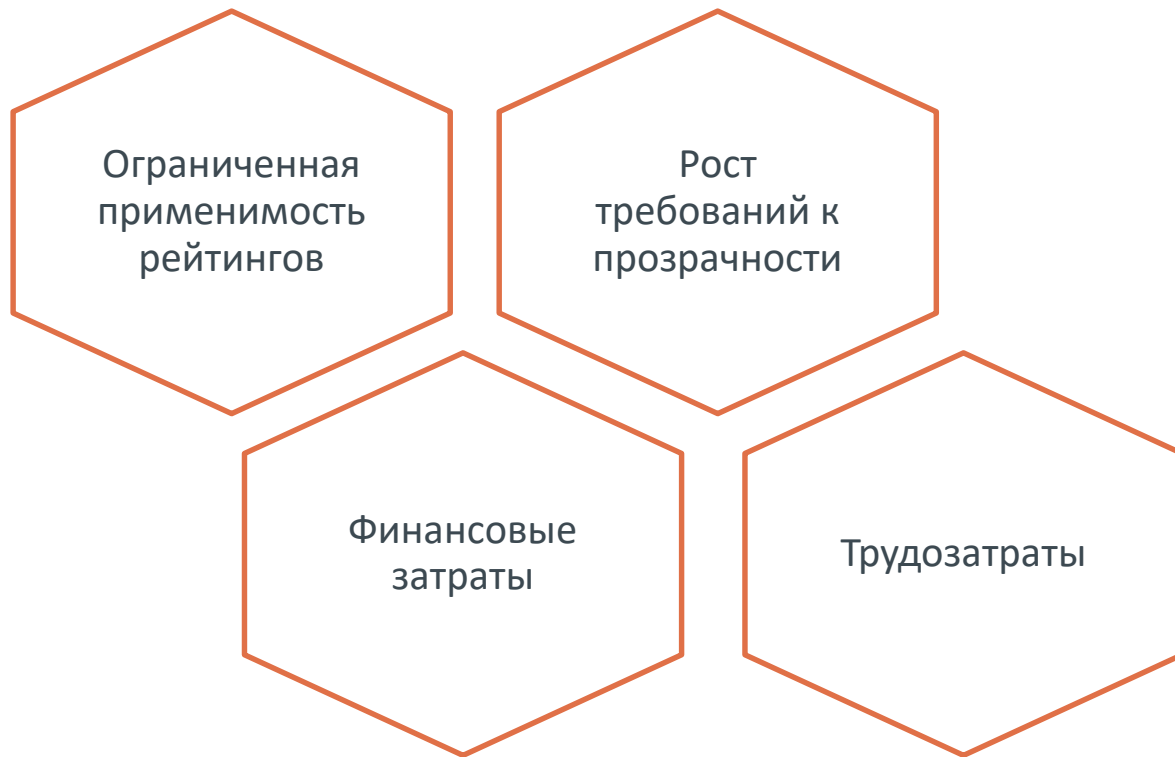 Ограниченная
применимость
рейтингов
Рост
требований к
прозрачности
Финансовые
затраты
Трудозатраты